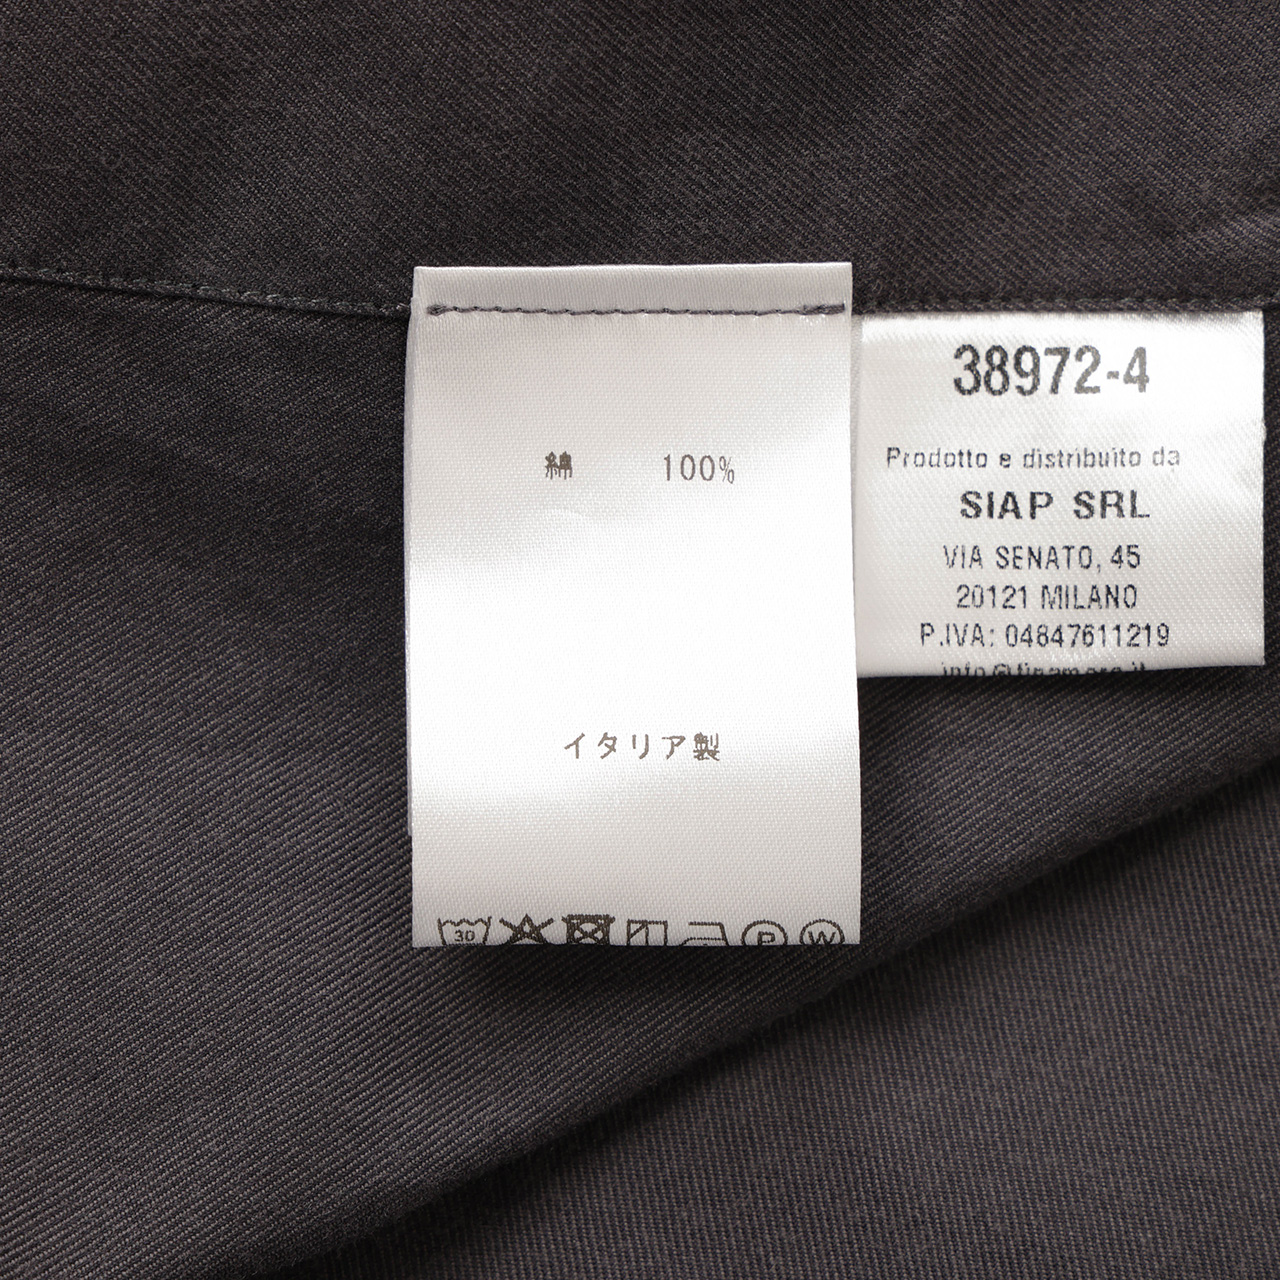 綿 100%
イタリア製
30 P W
38972-4
Prodotto e distribuito da
SIAP SRL
VIA SENATO, 45
20121 MILANO
P.IVA: 04847611219